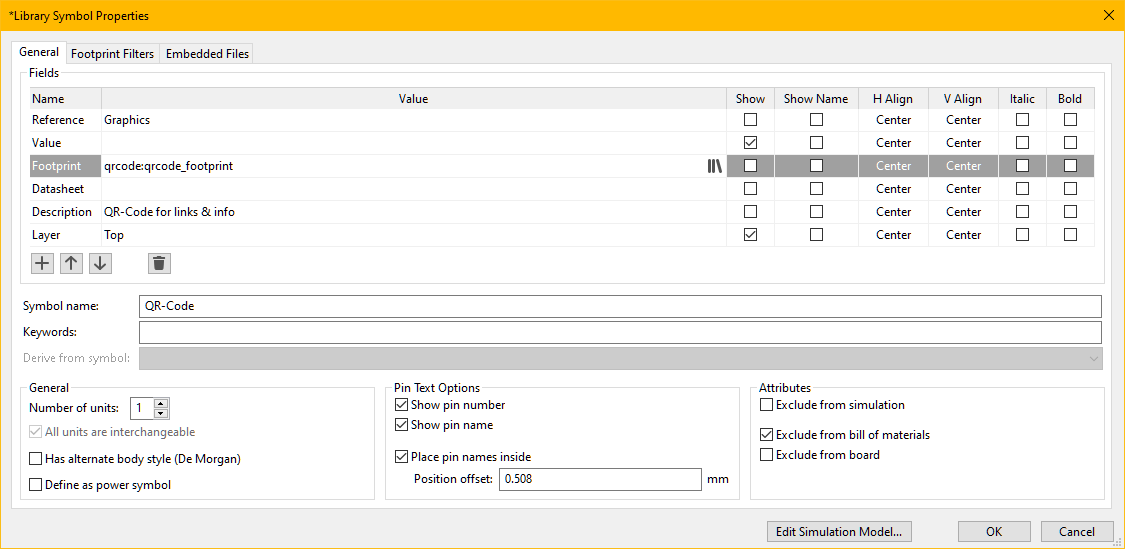 *Library Symbol Properties
General Footprint Filters Embedded Files
Fields
Name Value Show Show Name H Align V Align Italic Bold
Reference Graphics Center Center
Value Center Center
Footprint qrcode:qrcode_footprint Center Center
Datasheet Center Center
Description QR-Code for links & info Center Center
Layer Top Center Center
Symbol name: QR-Code
Keywords:
Derive from symbol:
General Pin Text Options Attributes
Number of units: 1 Show pin number Exclude from simulation
All units are interchangeable Show pin name Exclude from bill of materials
Has alternate body style (De Morgan) Place pin names inside Exclude from board
Define as power symbol Position offset: 0.508 mm
Edit Simulation Model... OK Cancel